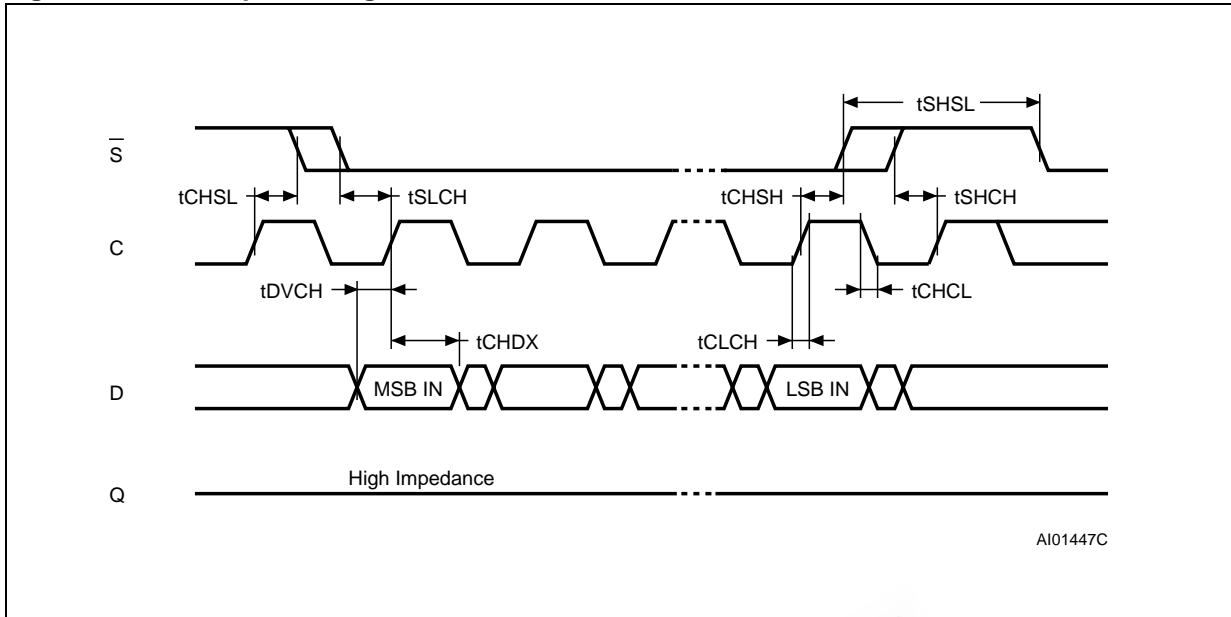 tSHSL
S
tCHSL
tSLCH
tCHSH
tSHCH
C
tDVCH
tCHCL
tCHDX
tCLCH
D
MSB IN
LSB IN
High Impedance
Q
AI01447C